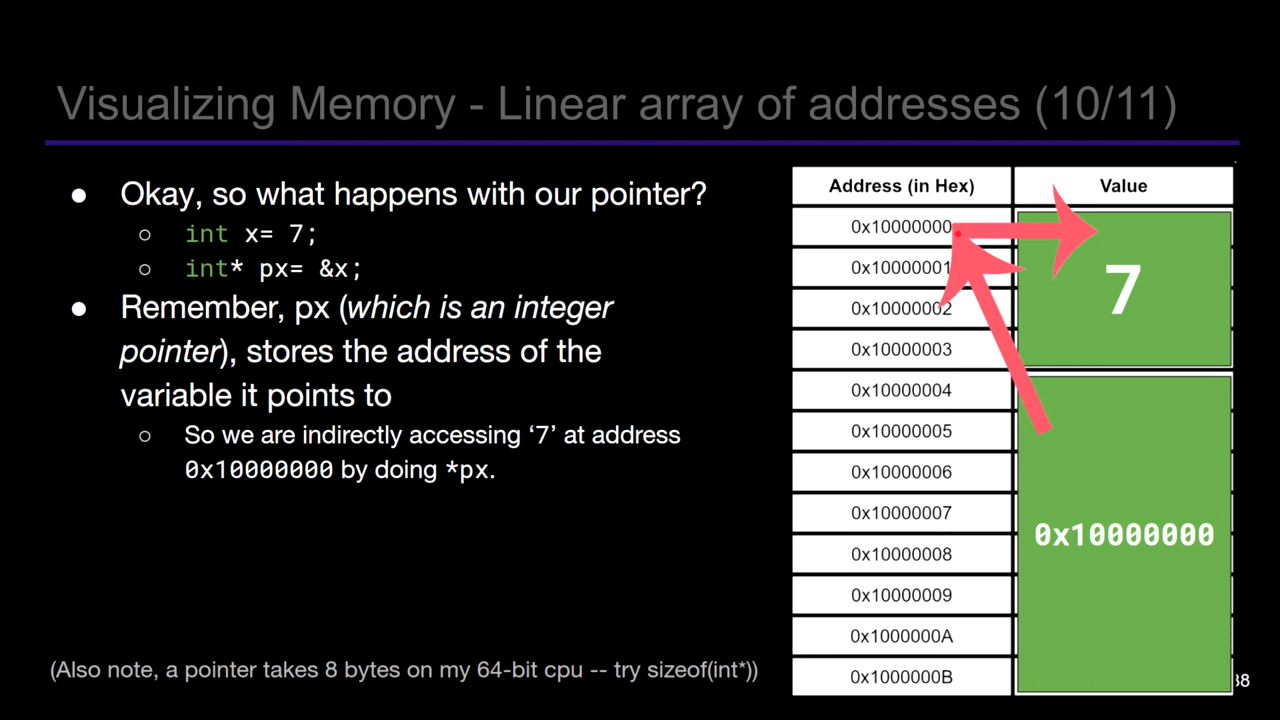 Visualizing Memory - Linear array of addresses (10/11)
● Okay, so what happens with our pointer?
○ int x= 7;
○ int* px= &x;
● Remember, px (which is an integer
pointer), stores the address of the
variable it points to
○ So we are indirectly accessing ‘7’ at address
0x10000000 by doing *px.
(Also note, a pointer takes 8 bytes on my 64-bit cpu -- try sizeof(int*))
Address (in Hex) Value
0x10000000
0x10000001
0x10000002
0x10000003
7
0x10000004
0x10000005
0x10000006
0x10000007
0x10000008
0x10000009
0x1000000A
0x1000000B
0x10000000
38